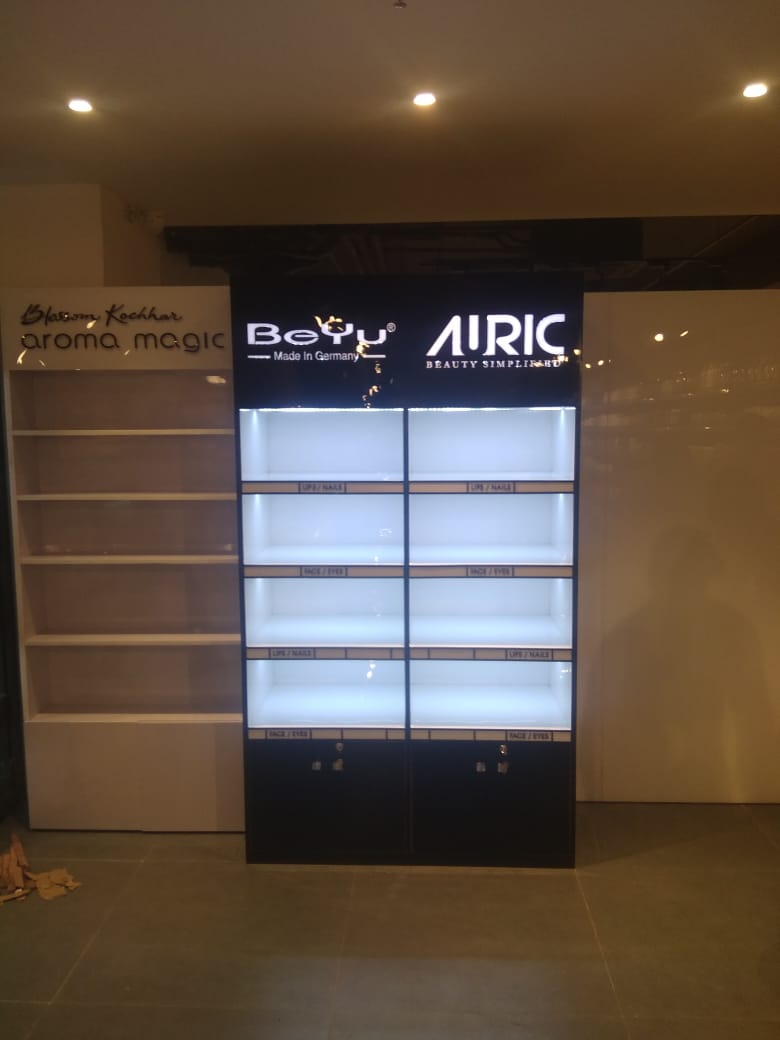 Blossom Kochhar
aroma magic
BeYu®
Made In Germany
AURIC
BEAUTY SIMPLIFIED
LIPS / NAILS
LIPS / NAILS
FACE / EYES
FACE / EYES
LIPS / NAILS
LIPS / NAILS
FACE / EYES
FACE / EYES